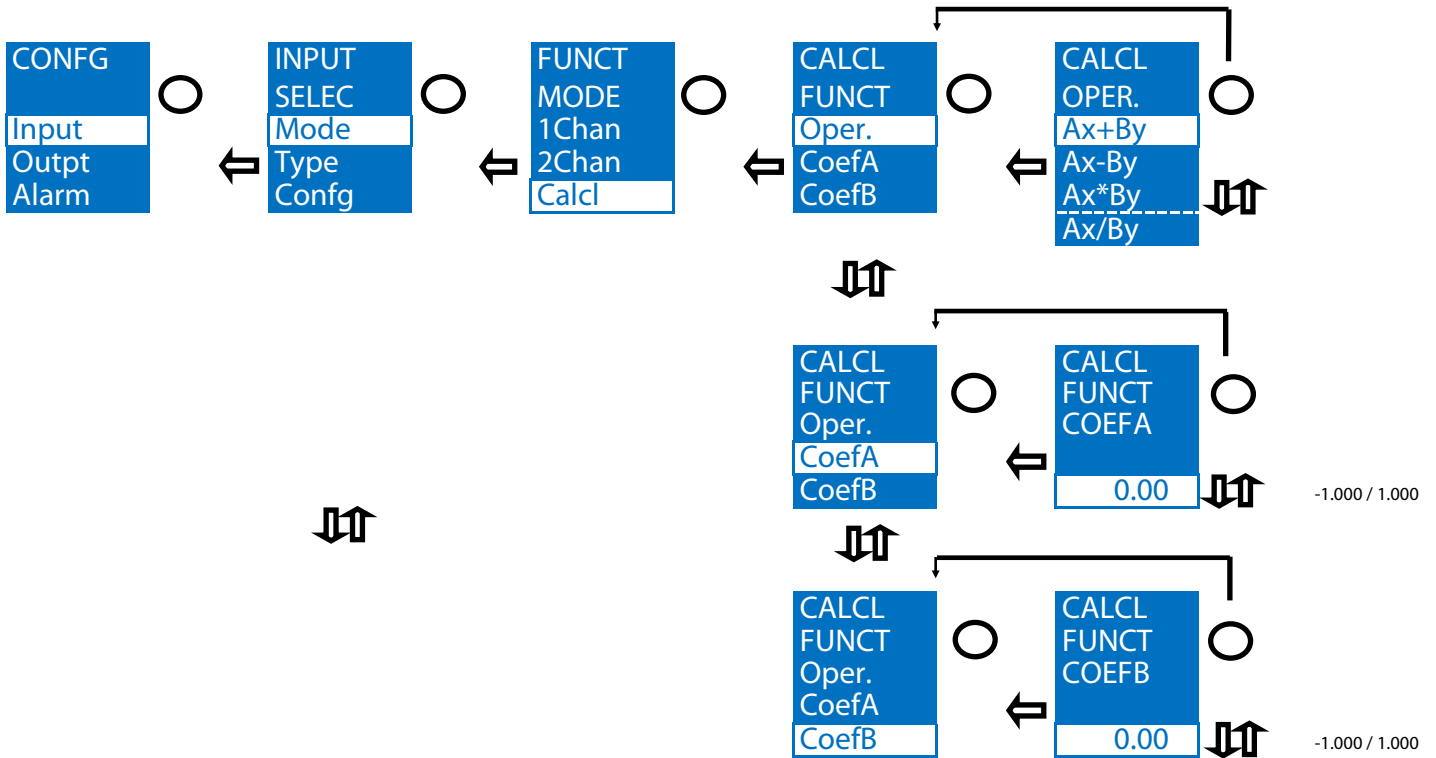 CONFG
Input
Outpt
Alarm
INPUT
SELEC
Mode
Type
Confg
FUNCT
MODE
1Chan
2Chan
Calcl
CALCL
FUNCT
Oper.
CoefA
CoefB
CALCL
OPER.
Ax+By
Ax-By
Ax*By
Ax/By
CALCL
FUNCT
Oper.
CoefA
CoefB
CALCL
FUNCT
COEFA
0.00
-1.000 / 1.000
CALCL
FUNCT
Oper.
CoefA
CoefB
CALCL
FUNCT
COEFB
0.00
-1.000 / 1.000